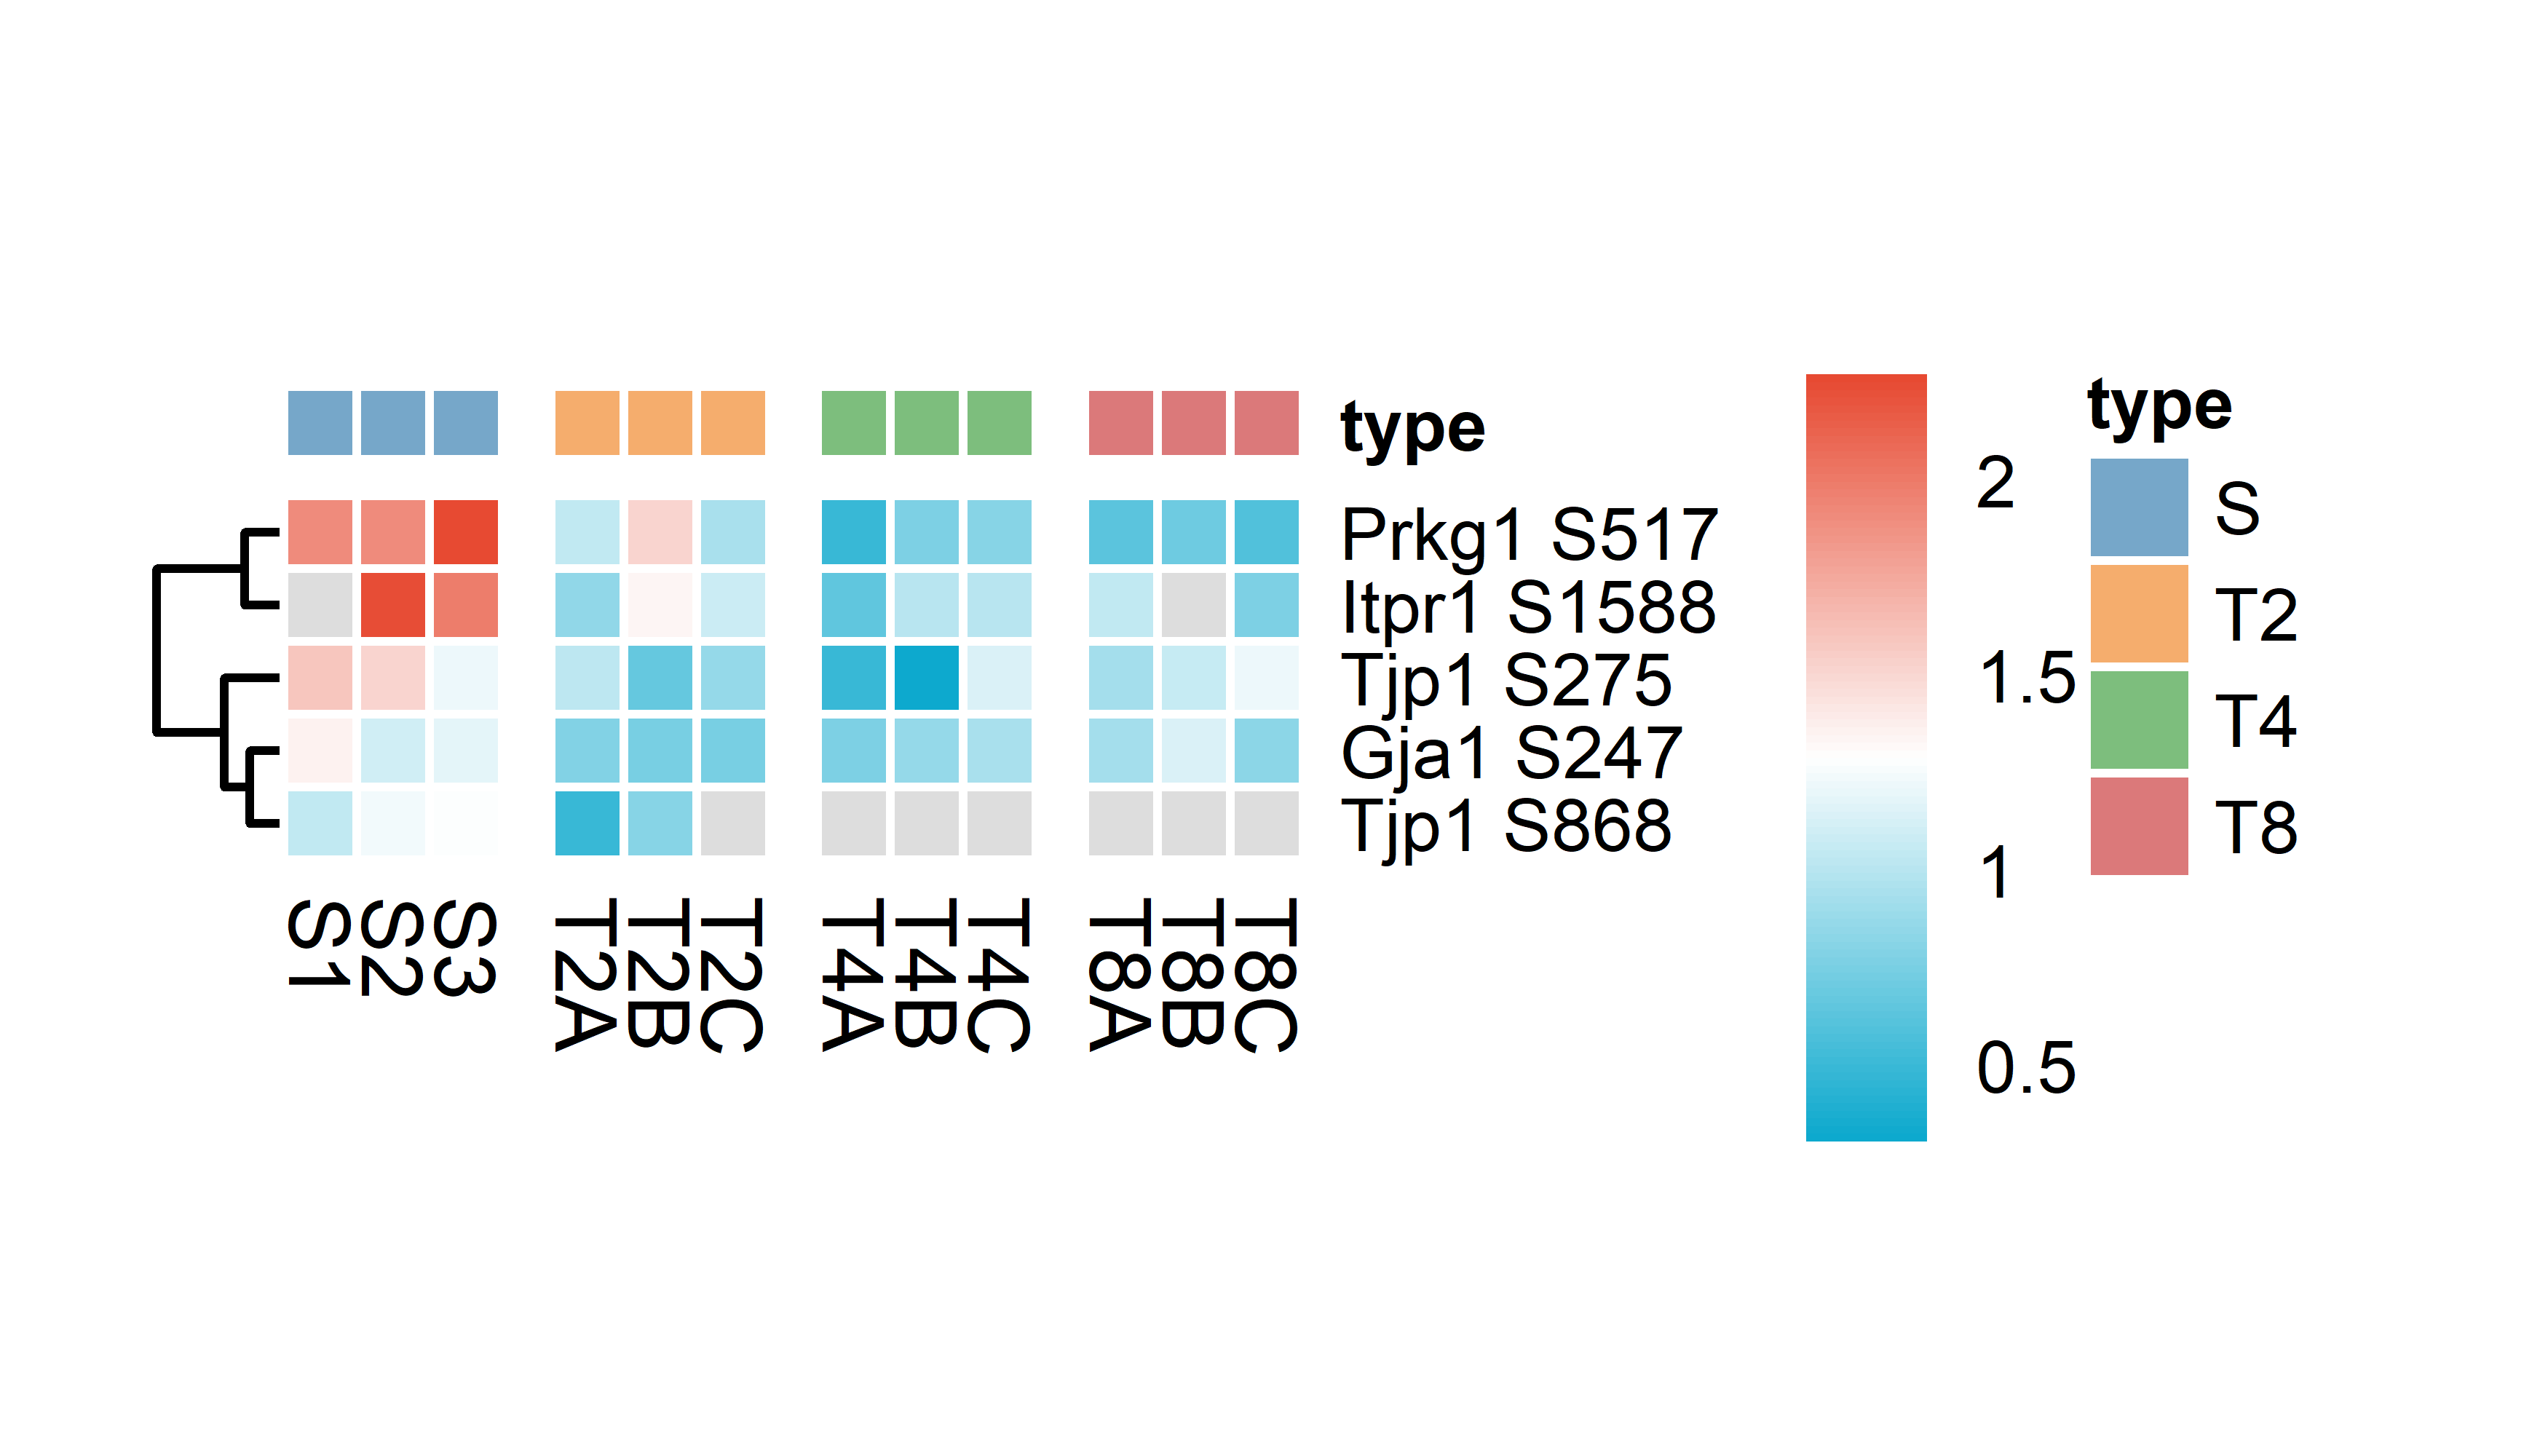 type
Prkg1 S517
Itpr1 S1588
Tjp1 S275
Gja1 S247
Tjp1 S868
S1
S2
S3
T2A
T2B
T2C
T4A
T4B
T4C
T8A
T8B
T8C
2
1.5
1
0.5
type
S
T2
T4
T8